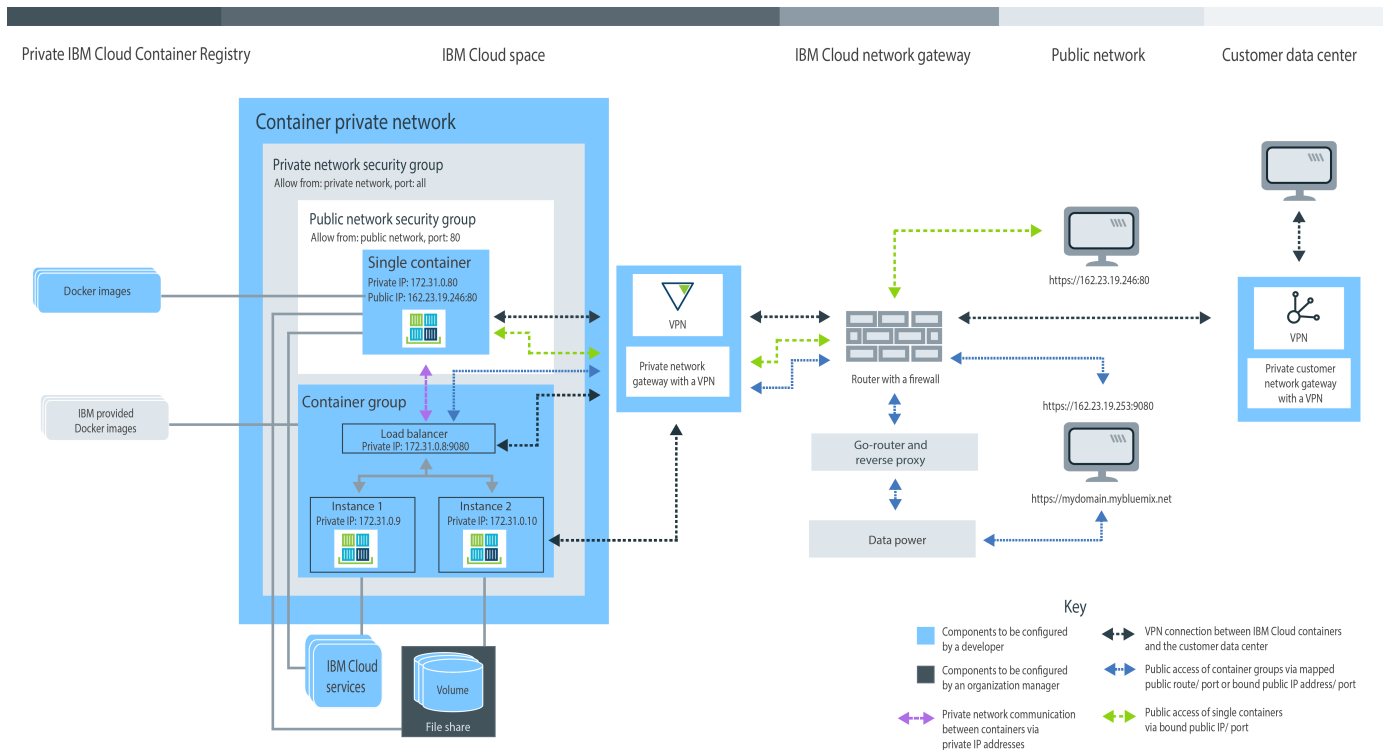 Private IBM Cloud Container Registry
IBM Cloud space
IBM Cloud network gateway
Public network
Customer data center
Container private network
Private network security group
Allow from: private network, port: all
Public network security group
Allow from: public network, port: 80
Single container
Private IP: 172.31.0.80
Public IP: 162.23.19.246:80
Docker images
IBM provided
Docker images
Container group
Load balancer
Private IP: 172.31.0.8:9080
Instance 1
Private IP: 172.31.0.9
Instance 2
Private IP: 172.31.0.10
IBM Cloud
services
Volume
File share
VPN
Private network
gateway with a VPN
Router with a firewall
Go-router and
reverse proxy
Data power
https://162.23.19.246:80
https://162.23.19.253:9080
https://mydomain.mybluemix.net
VPN
Private customer
network gateway
with a VPN
Key
Components to be configured
by a developer
Components to be configured
by an organization manager
Private network communication
between containers via
private IP addresses
VPN connection between IBM Cloud containers
and the customer data center
Public access of container groups via mapped
public route/ port or bound public IP address/ port
Public access of single containers
via bound public IP/ port